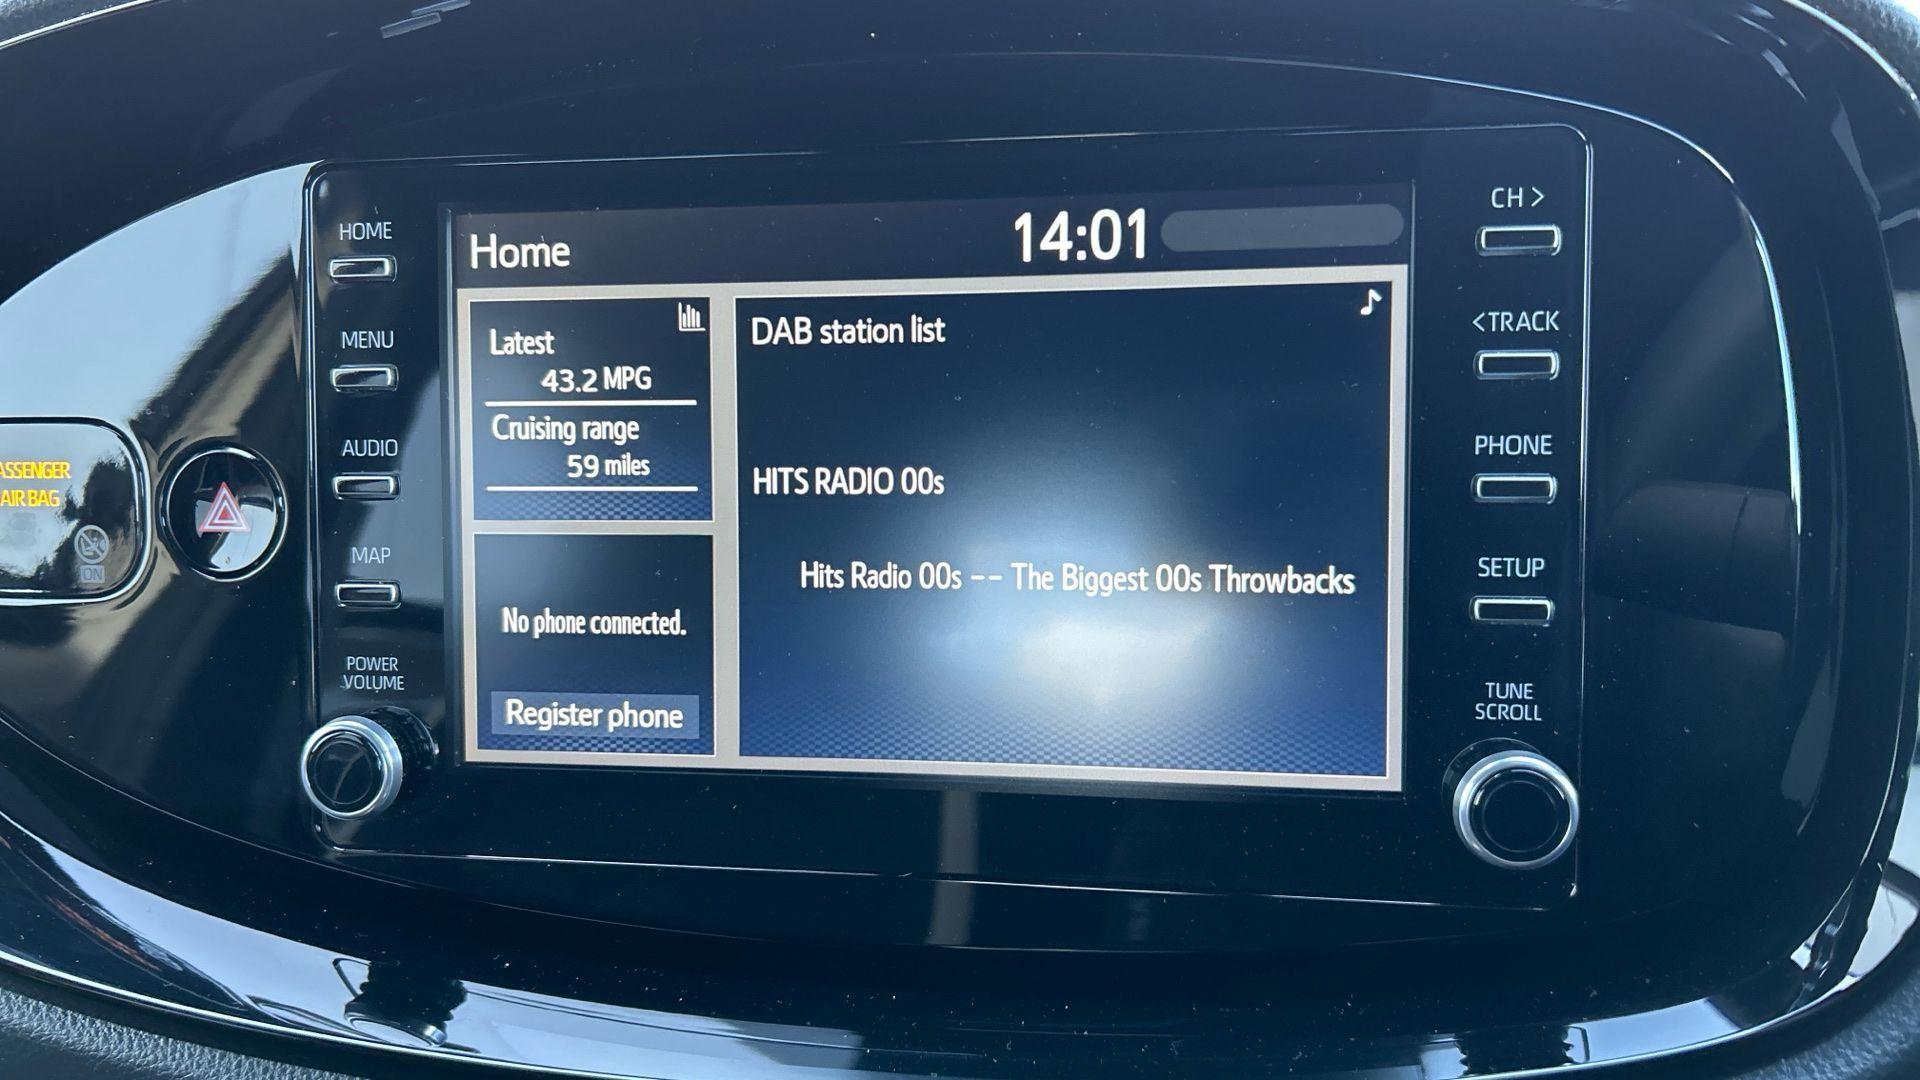 HOME
MENU
AUDIO
MAP
POWER
VOLUME
ASSENGER
AIR BAG
ON
Home
14:01
Latest
43.2 MPG
Cruising range
59 miles
No phone connected.
Register phone
DAB station list
HITS RADIO 00s
Hits Radio 00s -- The Biggest 00s Throwbacks
CH >
<TRACK
PHONE
SETUP
TUNE
SCROLL